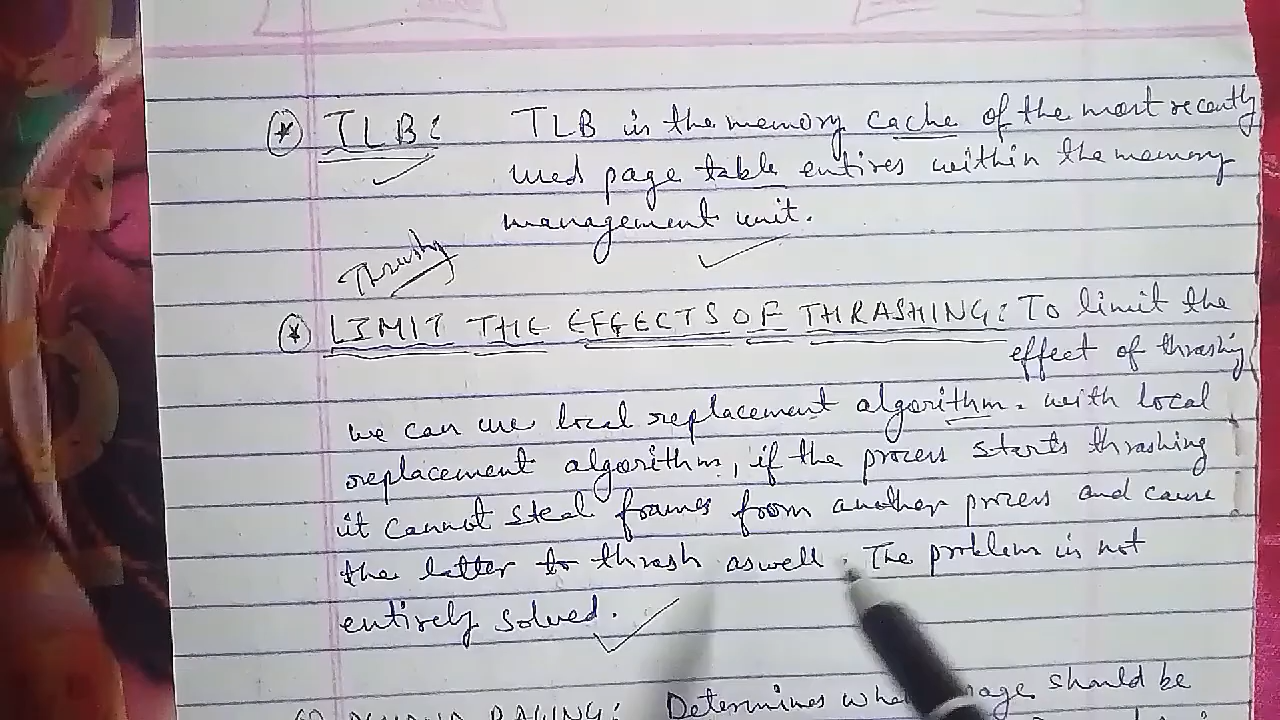 * TLB: TLB is the memory cache of the most recently
used page table entires within the memory
management unit.
Thrashing
* LIMIT THE EFFECTS OF THRASHING: To limit the
effect of thrashing
we can use local replacement algorithm. with local
replacement algorithm, if the process starts thrashing
it cannot steal frames from another process and cause
the latter to thrash aswell. The problem is not
entirely solved.
PAGING: Determines should be